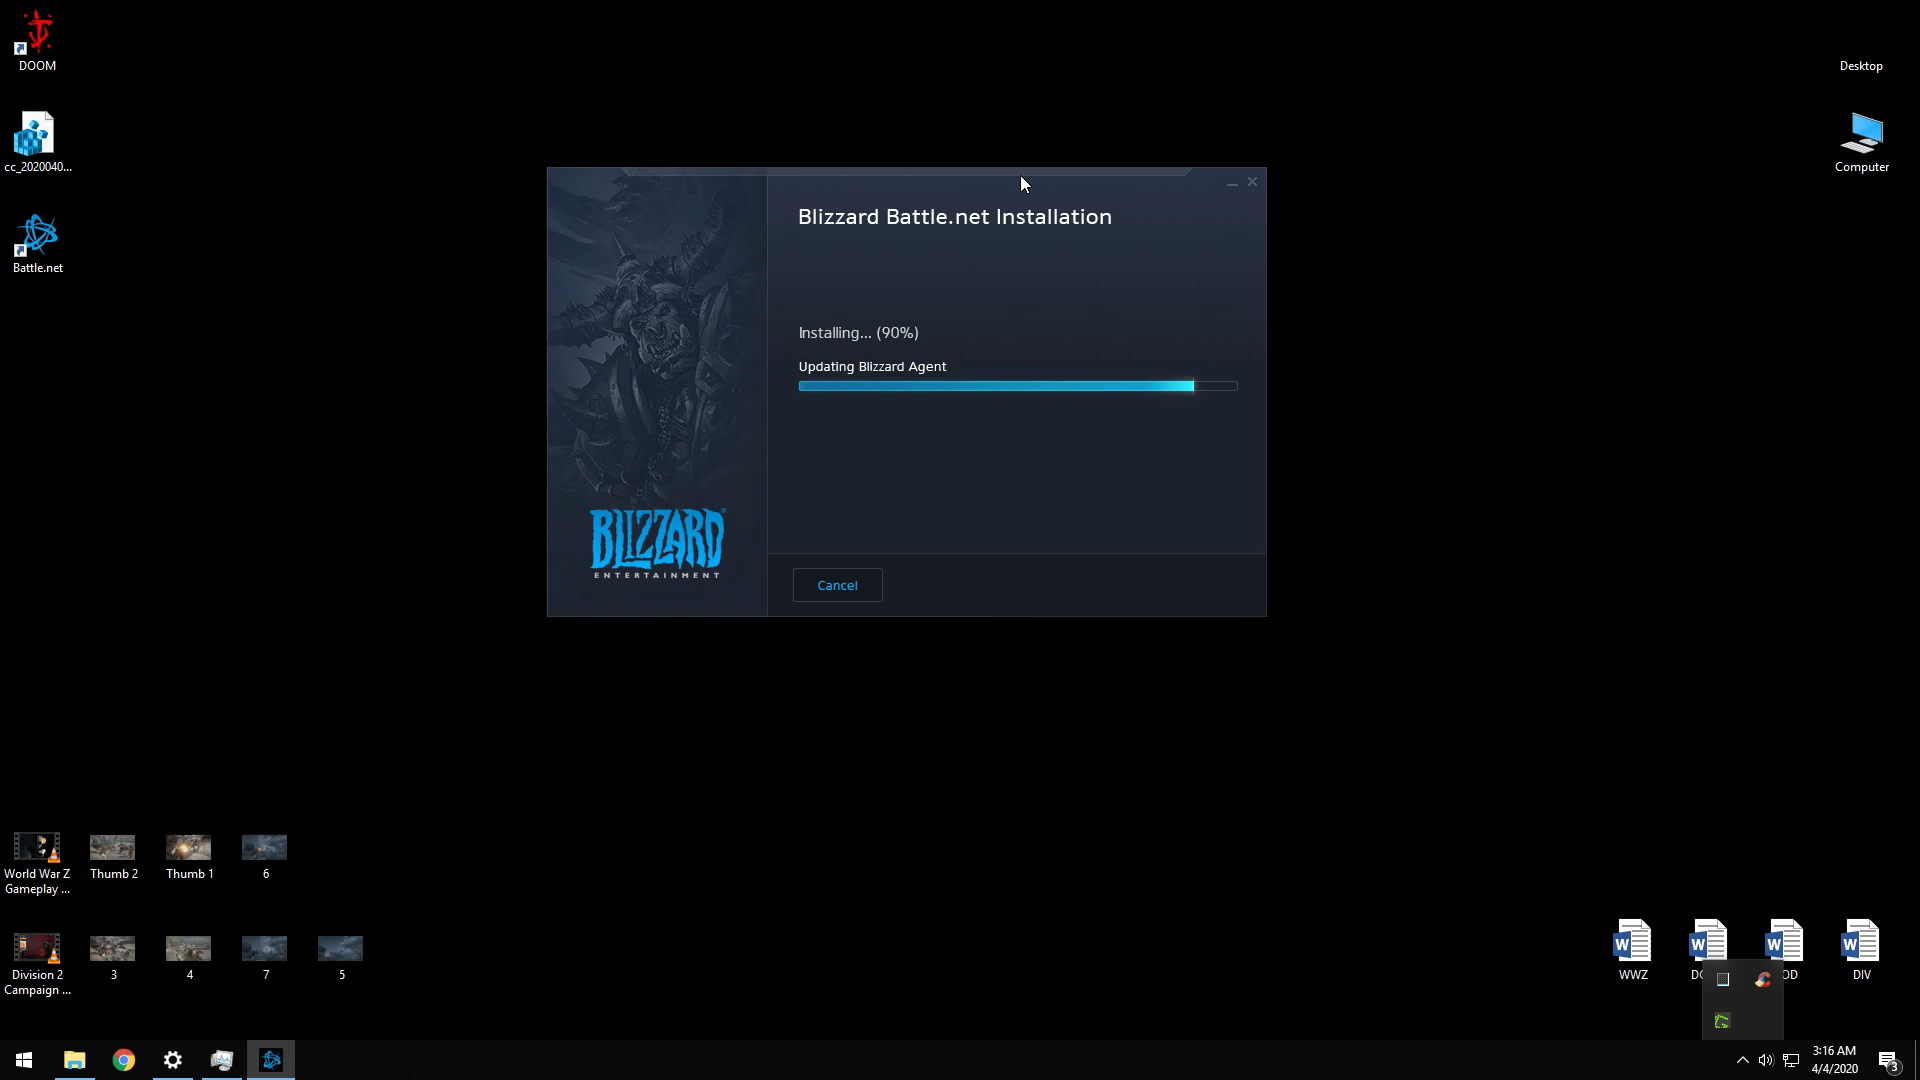 DOOM
cc_2020040...
Battle.net
Desktop
Computer
Blizzard Battle.net Installation
Installing... (90%)
Updating Blizzard Agent
BLIZZARD
ENTERTAINMENT
Cancel
World War Z
Gameplay ...
Thumb 2
Thumb 1
6
Division 2
Campaign ...
3
4
7
5
WWZ
DIV
3:16 AM
4/4/2020
3